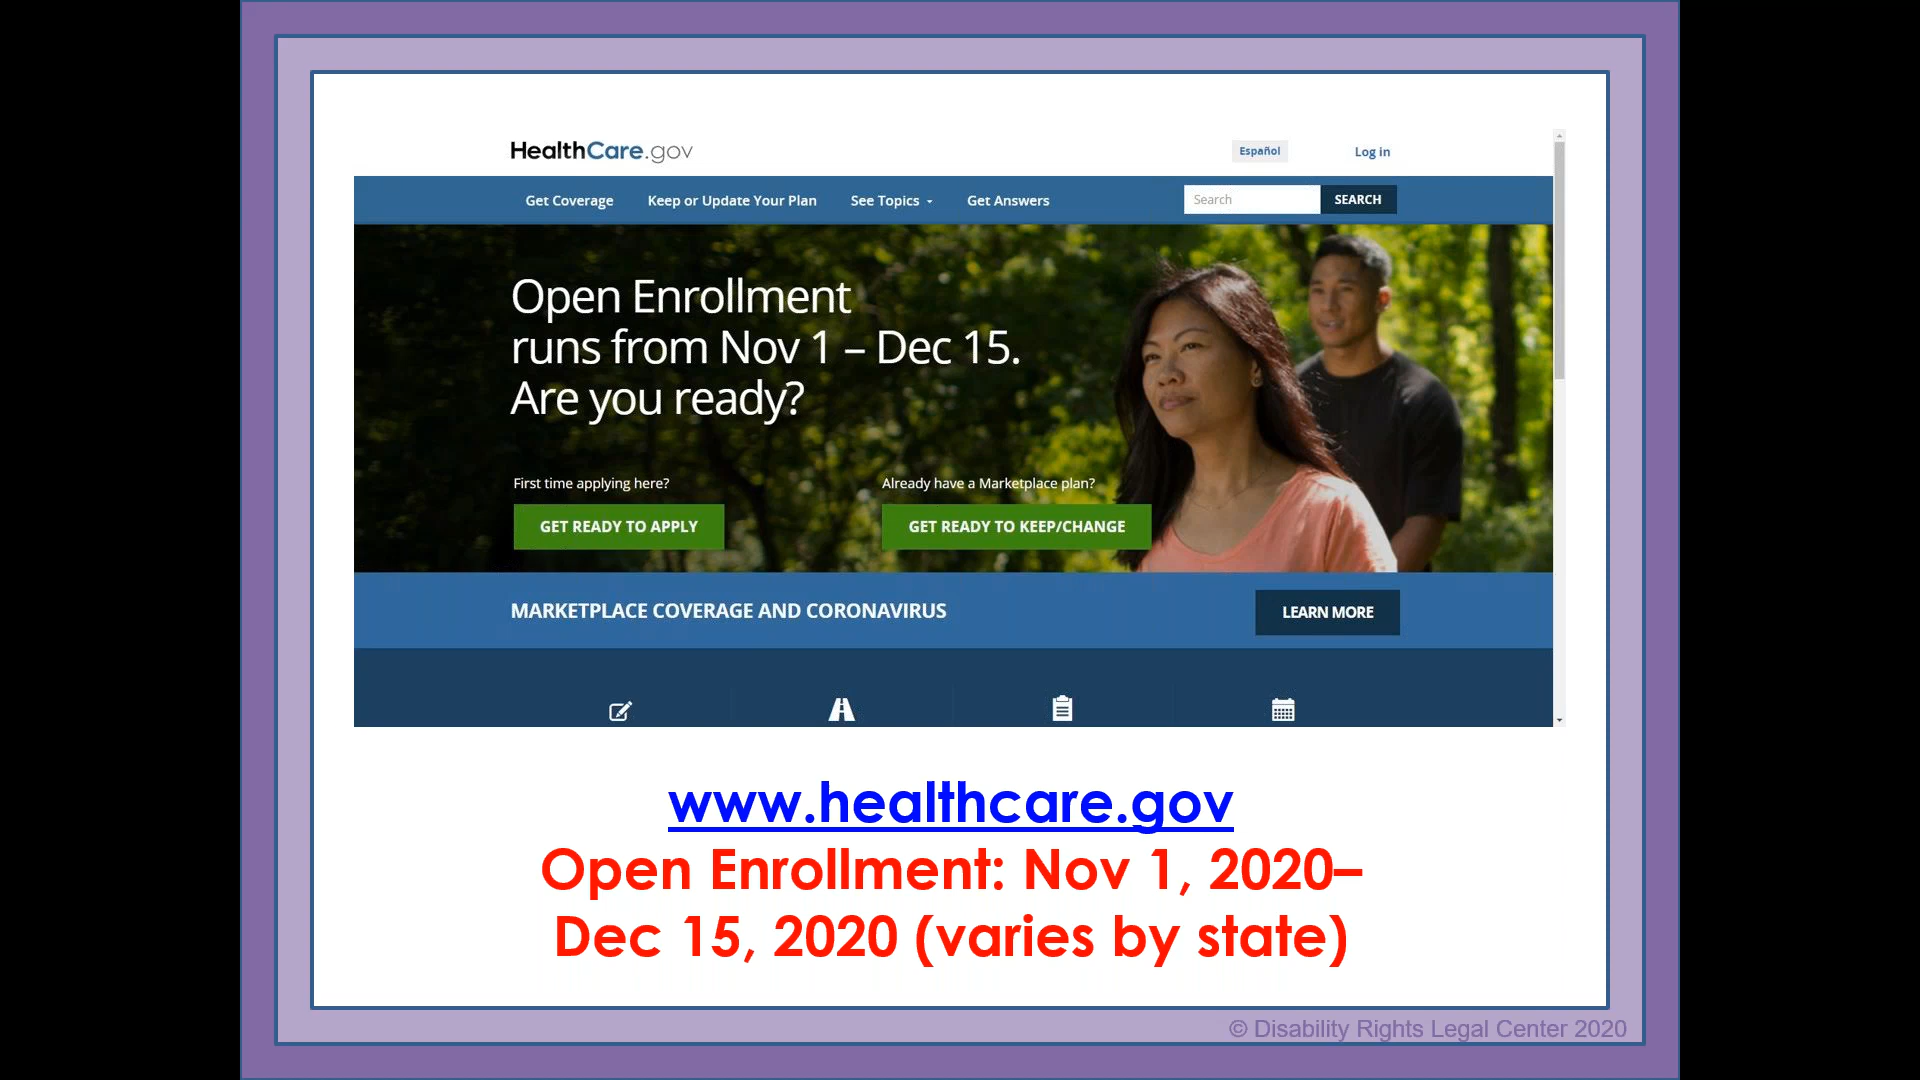 HealthCare.gov
Español
Log in
Get Coverage
Keep or Update Your Plan
See Topics
Get Answers
Search
SEARCH
Open Enrollment
runs from Nov 1 – Dec 15.
Are you ready?
First time applying here?
Already have a Marketplace plan?
GET READY TO APPLY
GET READY TO KEEP/CHANGE
MARKETPLACE COVERAGE AND CORONAVIRUS
LEARN MORE
www.healthcare.gov
Open Enrollment: Nov 1, 2020–
Dec 15, 2020 (varies by state)
© Disability Rights Legal Center 2020